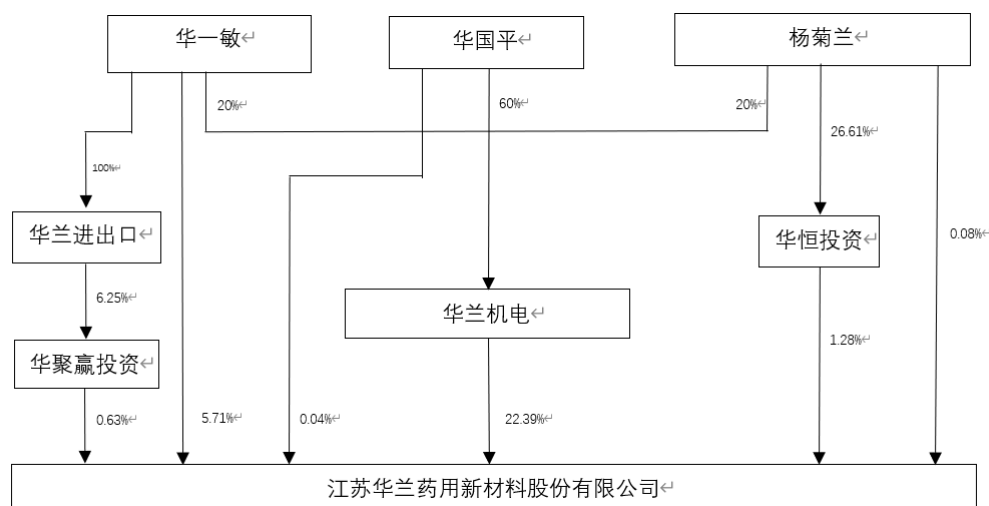 华一敏
华国平
杨菊兰
20%
60%
20%
26.61%
100%
华兰进出口
华恒投资
0.08%
6.25%
华兰机电
1.28%
华聚赢投资
0.63%
5.71%
0.04%
22.39%
江苏华兰药用新材料股份有限公司